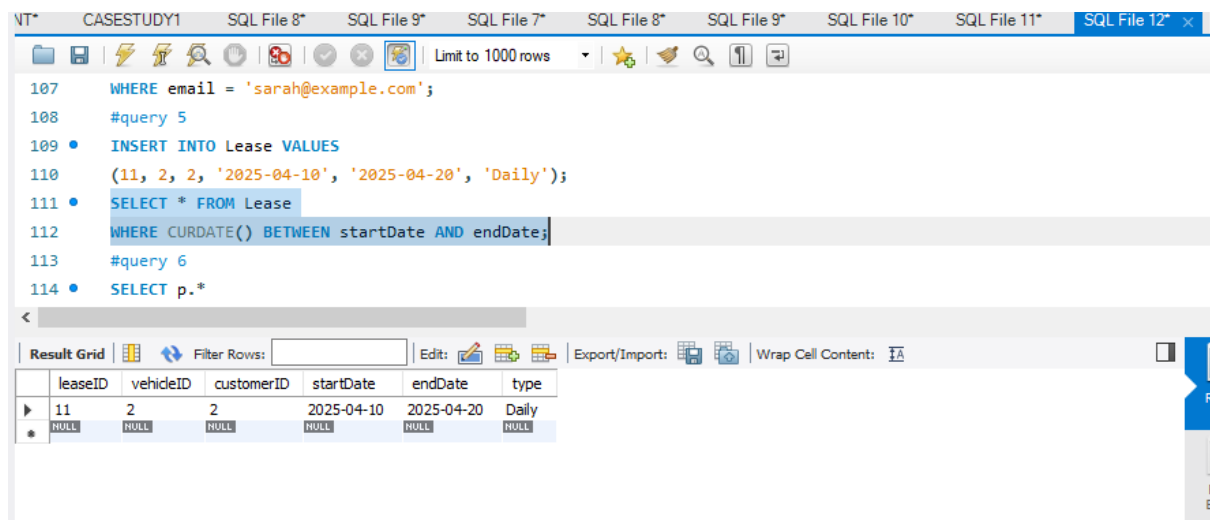 NT* CASESTUDY1 SQL File 8* SQL File 9* SQL File 7* SQL File 8* SQL File 9* SQL File 10* SQL File 11* SQL File 12* ×
Limit to 1000 rows
107 WHERE email = 'sarah@example.com';
108 #query 5
109 INSERT INTO Lease VALUES
110 (11, 2, 2, '2025-04-10', '2025-04-20', 'Daily');
111 SELECT * FROM Lease
112 WHERE CURDATE() BETWEEN startDate AND endDate;
113 #query 6
114 SELECT p.*
Result Grid Filter Rows: Edit: Export/Import: Wrap Cell Content: IA
leaseID vehicleID customerID startDate endDate type
11 2 2 2025-04-10 2025-04-20 Daily
NULL NULL NULL NULL NULL NULL